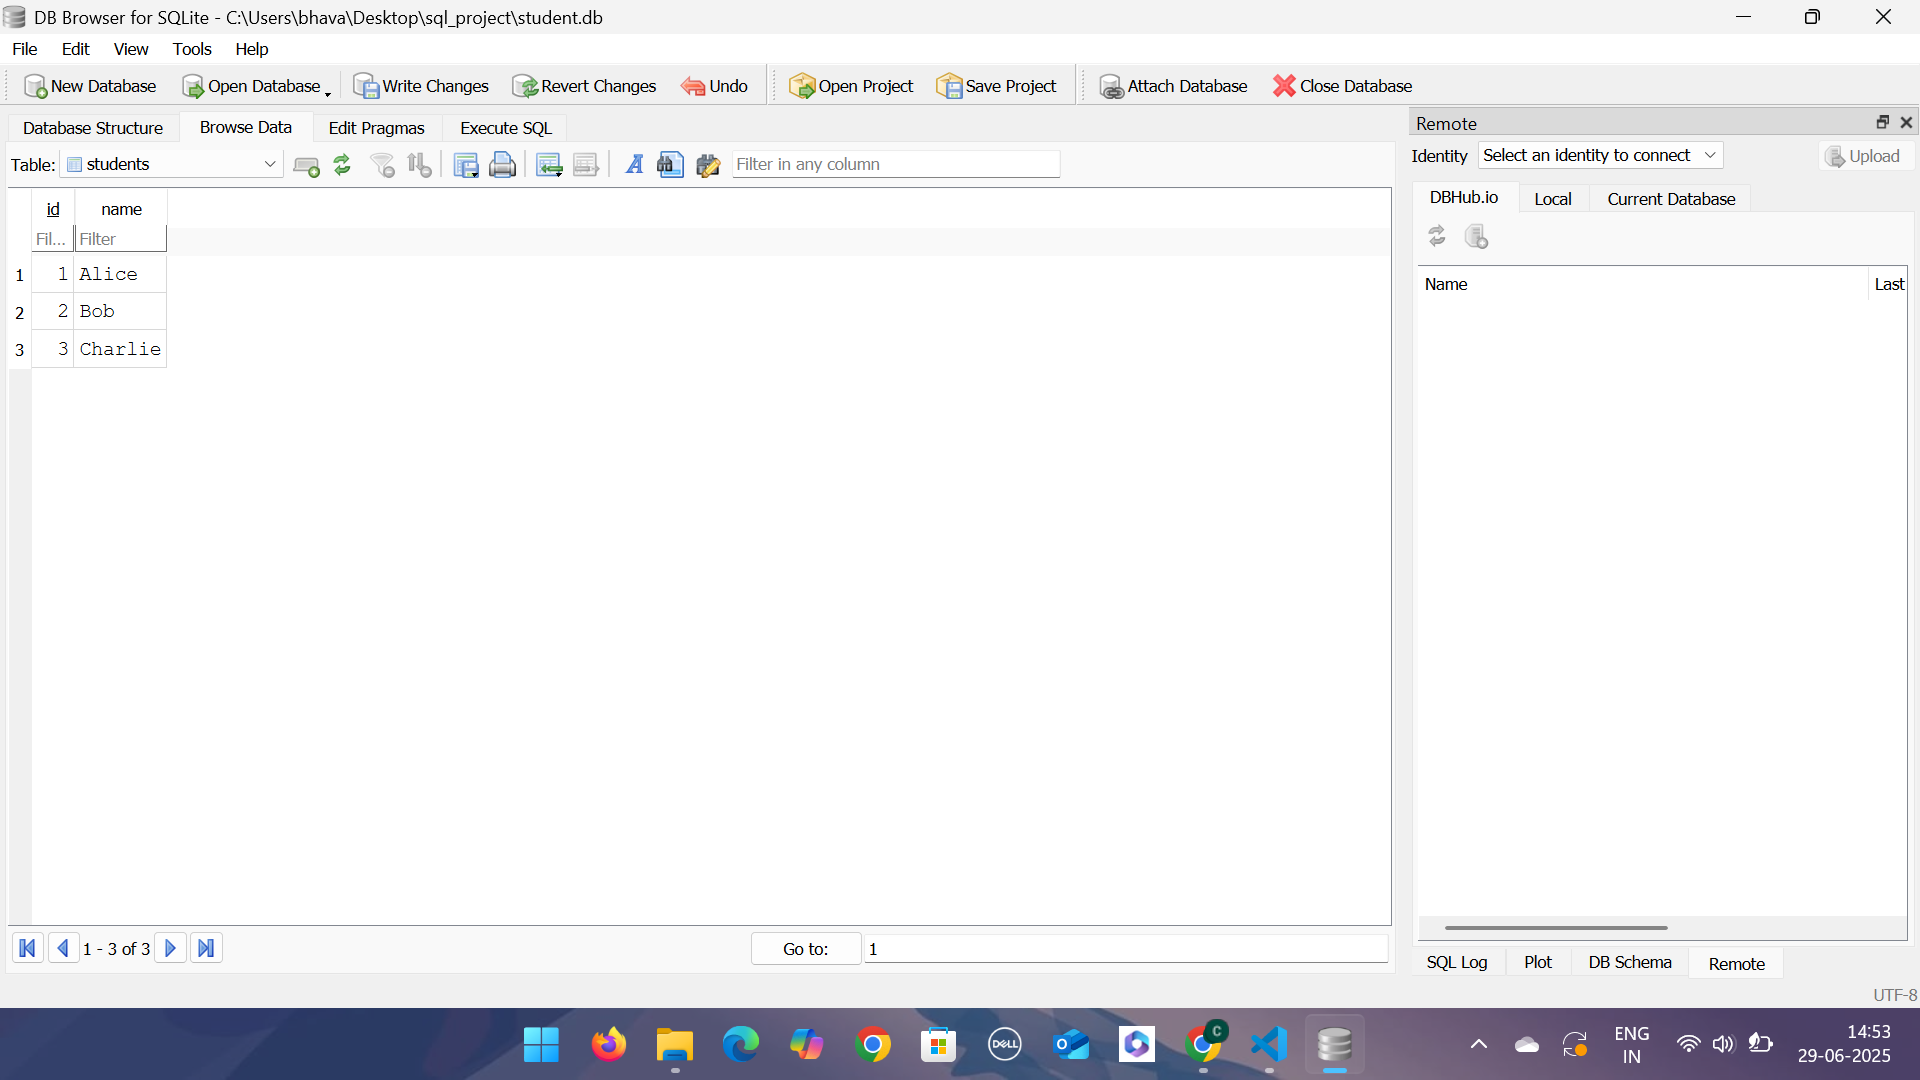 DB Browser for SQLite - C:\Users\bhava\Desktop\sql_project\student.db
File Edit View Tools Help
New Database Open Database Write Changes Revert Changes Undo Open Project Save Project Attach Database Close Database
Database Structure Browse Data Edit Pragmas Execute SQL
Table: students Filter in any column
id name
Fil... Filter
1 1 Alice
2 2 Bob
3 3 Charlie
1 - 3 of 3 Go to: 1
Remote
Identity Select an identity to connect Upload
DBHub.io Local Current Database
Name Last
SQL Log Plot DB Schema Remote
UTF-8
DELL
C
ENG
IN
14:53
29-06-2025